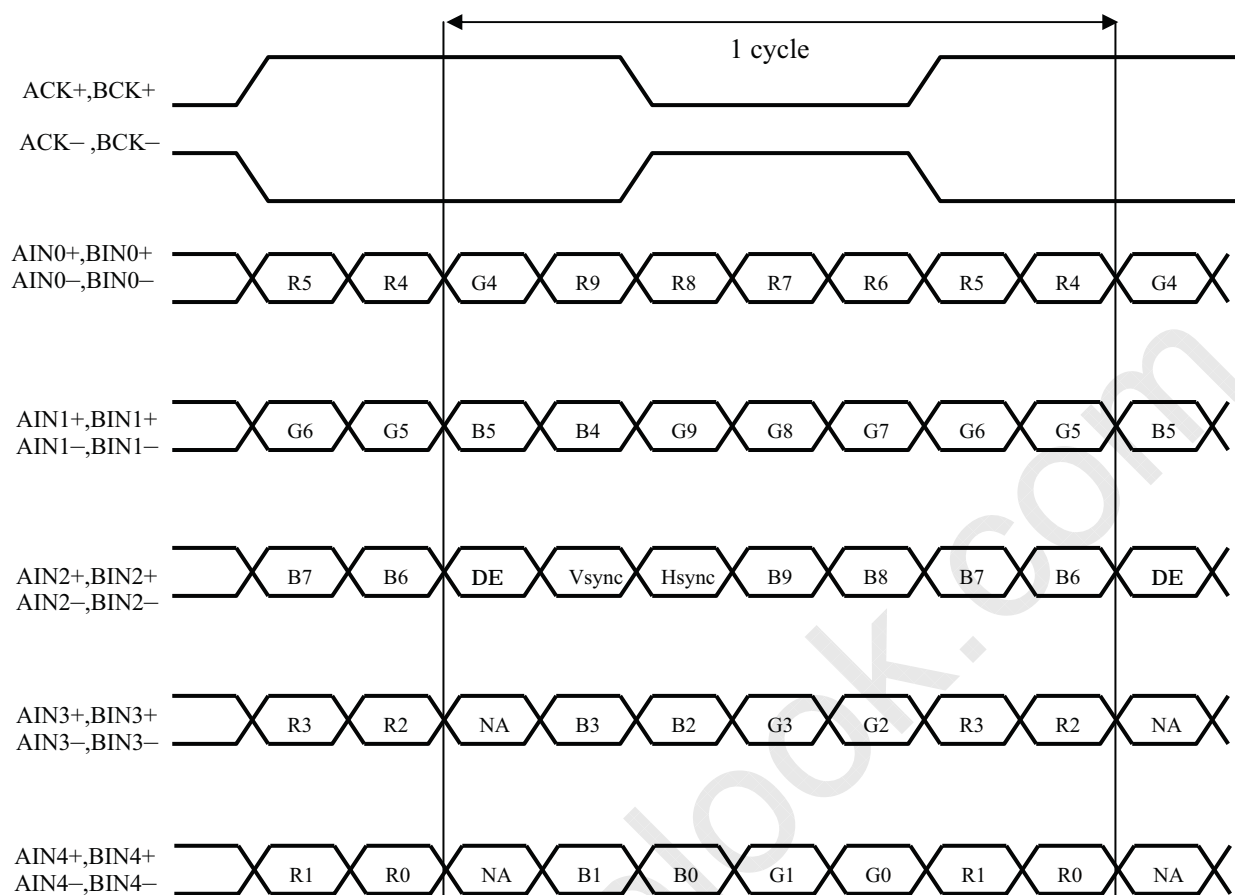 1 cycle
ACK+,BCK+
ACK− ,BCK−
AIN0+,BIN0+
AIN0−,BIN0−
R5 R4 G4 R9 R8 R7 R6 R5 R4 G4
AIN1+,BIN1+
AIN1−,BIN1−
G6 G5 B5 B4 G9 G8 G7 G6 G5 B5
AIN2+,BIN2+
AIN2−,BIN2−
B7 B6 DE Vsync Hsync B9 B8 B7 B6 DE
AIN3+,BIN3+
AIN3−,BIN3−
R3 R2 NA B3 B2 G3 G2 R3 R2 NA
AIN4+,BIN4+
AIN4−,BIN4−
R1 R0 NA B1 B0 G1 G0 R1 R0 NA
look.com